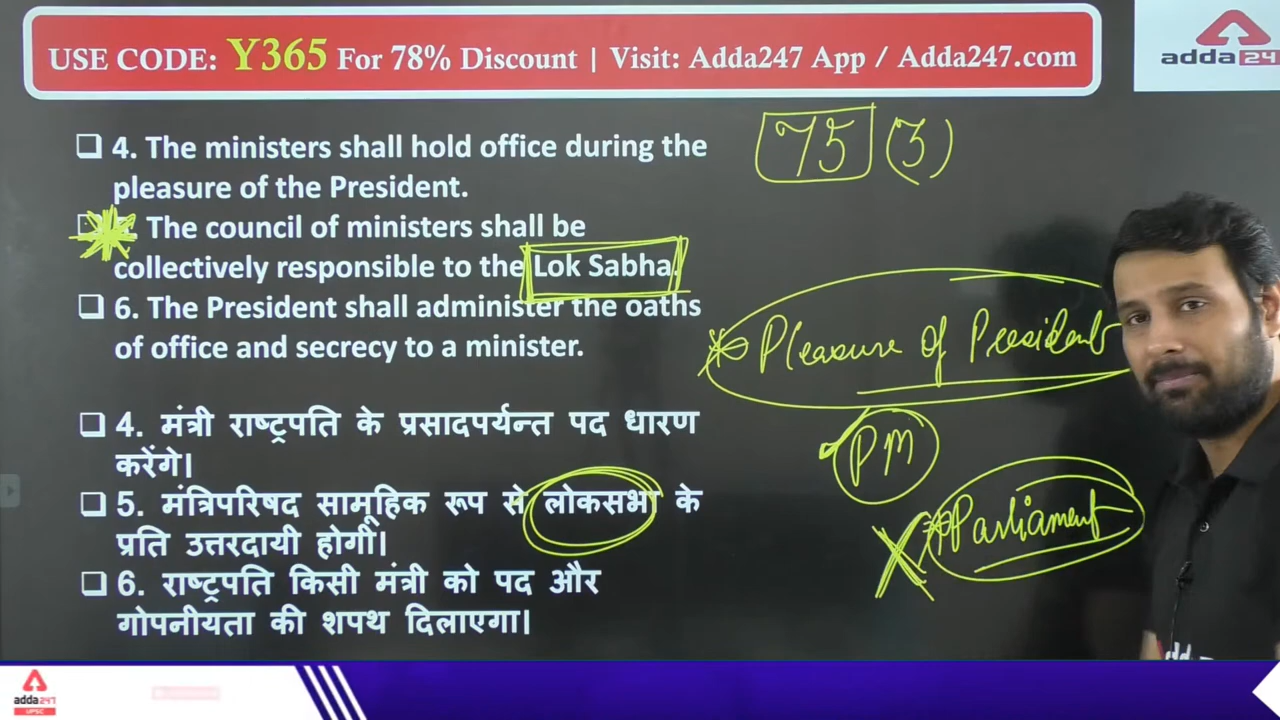 USE CODE: Y365 For 78% Discount | Visit: Adda247 App / Adda247.com
adda24
75 (3)
❑ 4. The ministers shall hold office during the
pleasure of the President.
The council of ministers shall be
collectively responsible to the Lok Sabha.
❑ 6. The President shall administer the oaths
of office and secrecy to a minister.
Pleasure of President
PM
Parliament
❑ 4. मंत्री राष्ट्रपति के प्रसादपर्यन्त पद धारण
करेंगे।
❑ 5. मंत्रिपरिषद सामूहिक रूप से लोकसभा के
प्रति उत्तरदायी होगी।
❑ 6. राष्ट्रपति किसी मंत्री को पद और
गोपनीयता की शपथ दिलाएगा।
adda247
UPSC